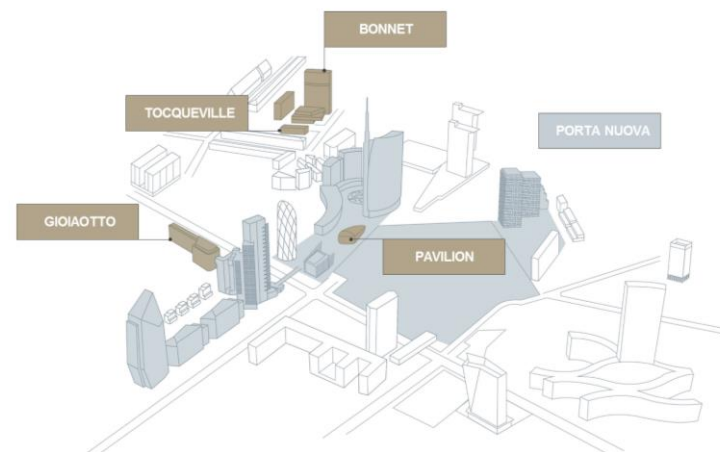 BONNET
TOCQUEVILLE
PORTA NUOVA
GIOIAOTTO
PAVILION